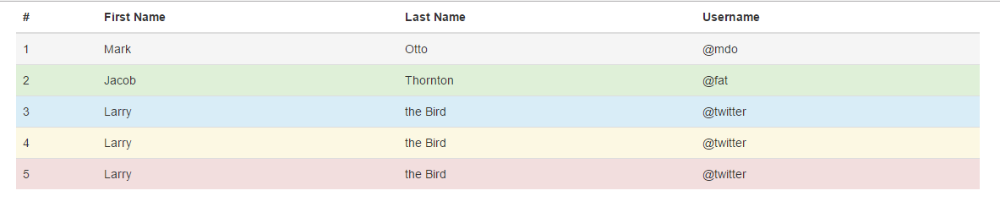 # First Name Last Name Username
1 Mark Otto @mdo
2 Jacob Thornton @fat
3 Larry the Bird @twitter
4 Larry the Bird @twitter
5 Larry the Bird @twitter